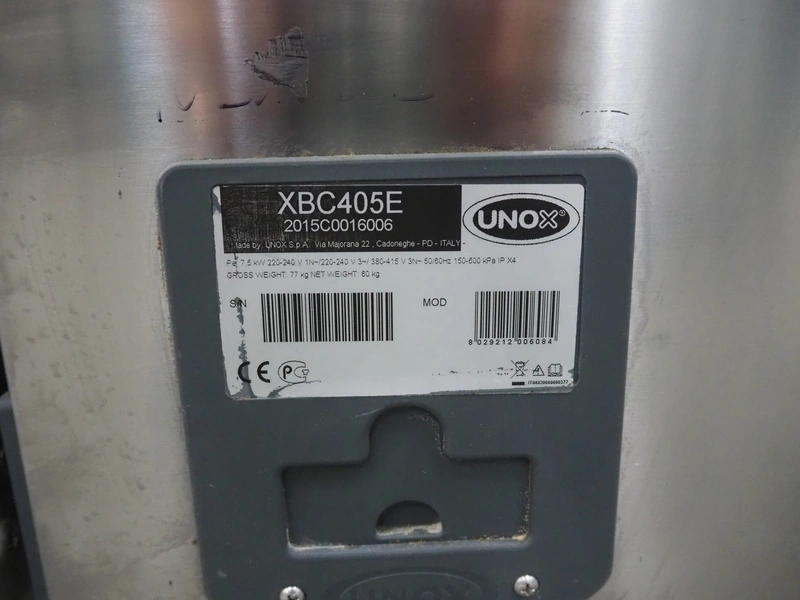 XBC405E
2015C0016006
Made by: UNOX S.p.A. Via Majorana 22 , Cadoneghe - PD - ITALY -
UNOX®
7,5 kW 220-240 V 1N~/220-240 V 3~/ 380-415 V 3N~ 50/60Hz 150-600 kPa IP X4
GROSS WEIGHT: 77 kg NET WEIGHT: 60 kg
S/N
MOD
8 029212 006084
CE
UNOX